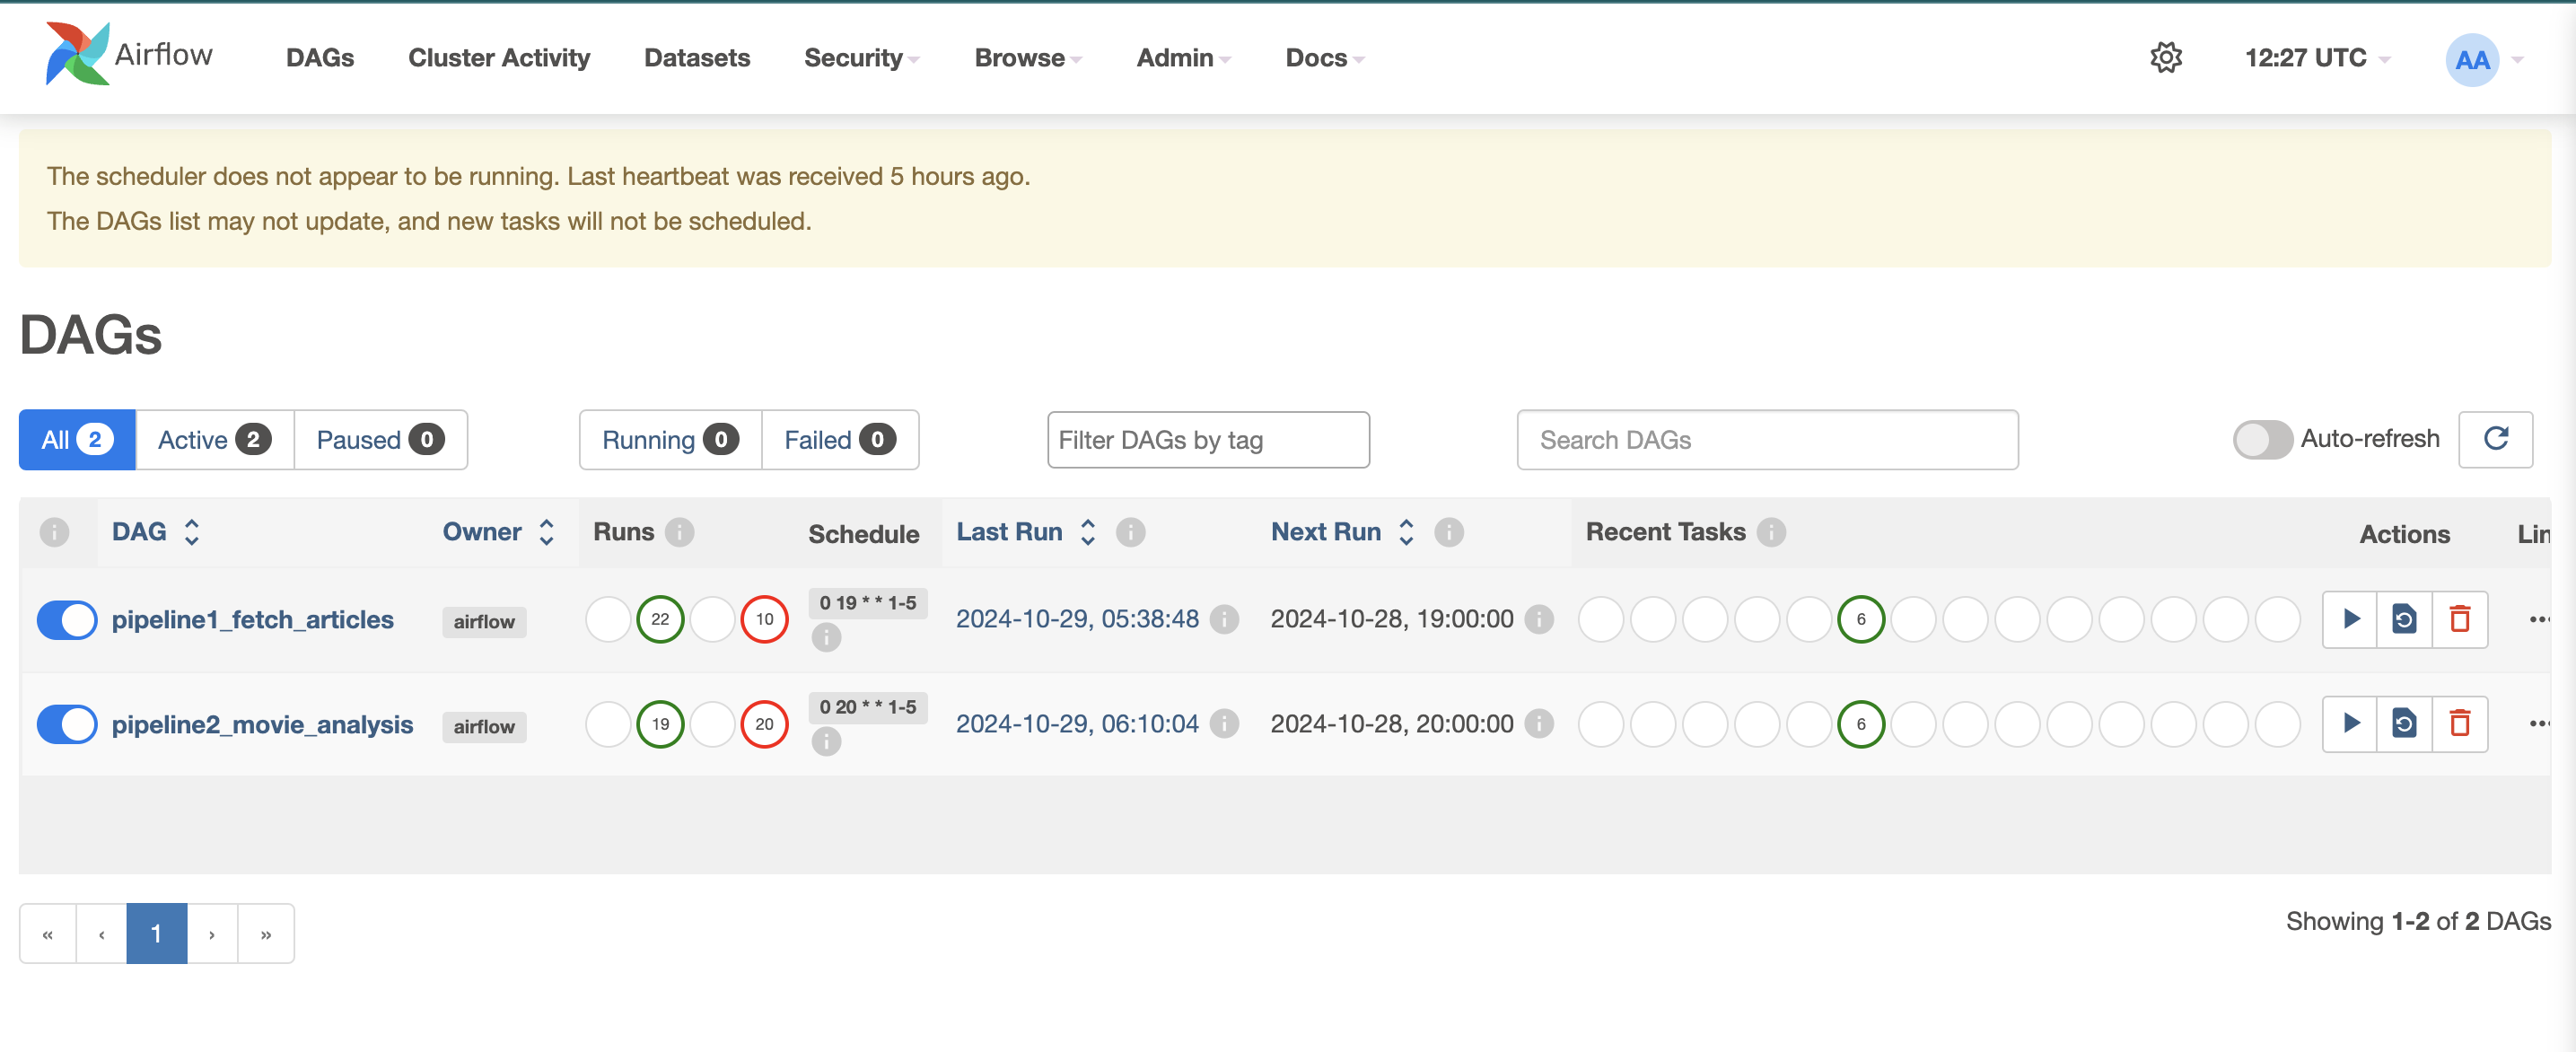 Airflow DAGs Cluster Activity Datasets Security Browse Admin Docs 12:27 UTC AA
The scheduler does not appear to be running. Last heartbeat was received 5 hours ago.
The DAGs list may not update, and new tasks will not be scheduled.
DAGs
All 2 Active 2 Paused 0 Running 0 Failed 0 Filter DAGs by tag Search DAGs Auto-refresh
DAG Owner Runs Schedule Last Run Next Run Recent Tasks Actions Lin
pipeline1_fetch_articles airflow 22 10 0 19 * * 1-5 2024-10-29, 05:38:48 2024-10-28, 19:00:00 6
pipeline2_movie_analysis airflow 19 20 0 20 * * 1-5 2024-10-29, 06:10:04 2024-10-28, 20:00:00 6
« ‹ 1 › » Showing 1-2 of 2 DAGs